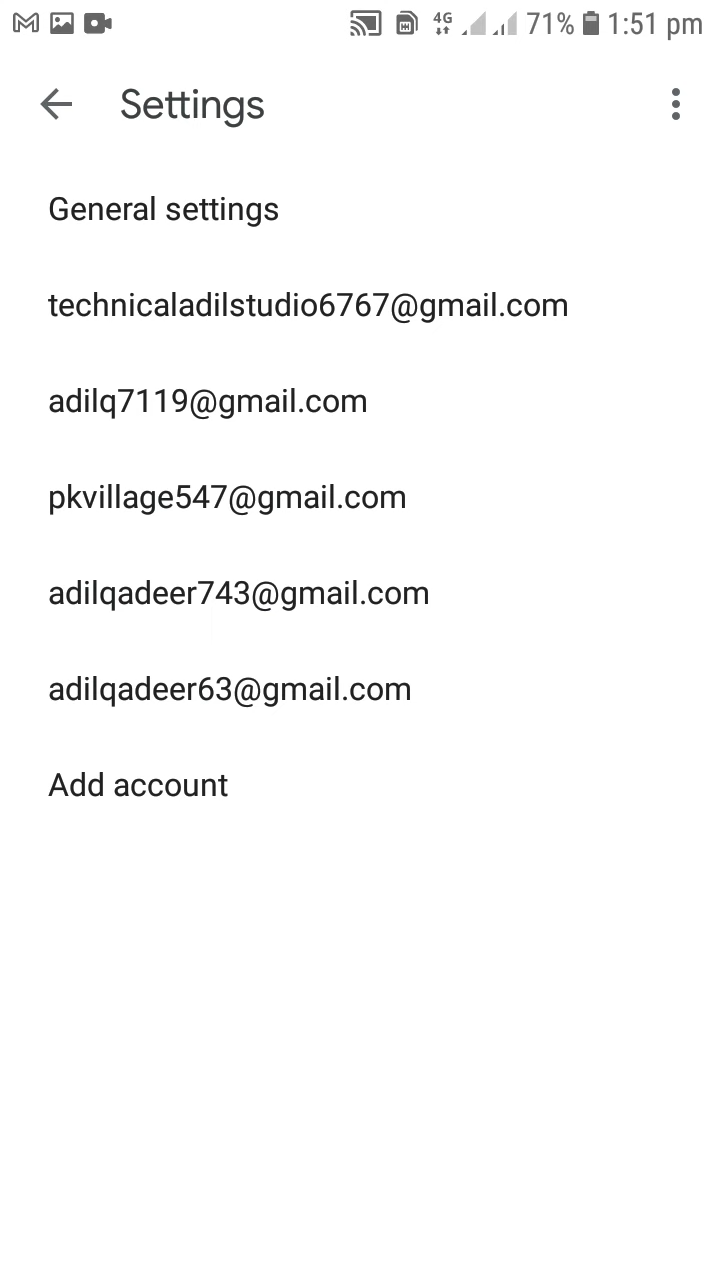 4G 71% 1:51 pm
Settings
General settings
technicaladilstudio6767@gmail.com
adilq7119@gmail.com
pkvillage547@gmail.com
adilqadeer743@gmail.com
adilqadeer63@gmail.com
Add account